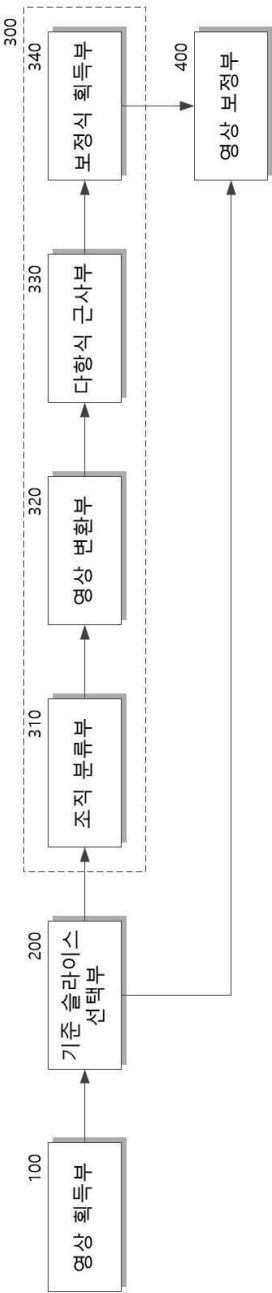 100
영상 획득부
200
기준 슬라이스
선택부
300
310
조직 분류부
320
영상 변환부
330
다항식 근사부
340
보정식 획득부
400
영상 보정부